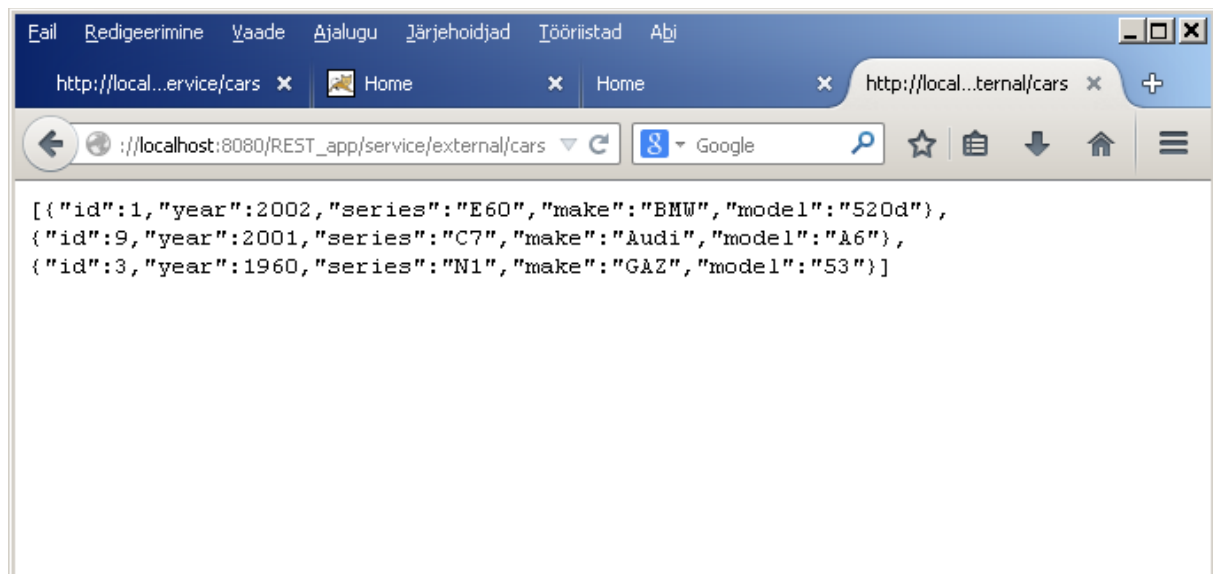 Fail Redigeerimine Vaade Ajalugu Järjehoidjad Tööriistad Abi
http://local...ervice/cars Home Home http://local...ternal/cars
://localhost:8080/REST_app/service/external/cars 8 Google
[{"id":1,"year":2002,"series":"E60","make":"BMW","model":"520d"},
{"id":9,"year":2001,"series":"C7","make":"Audi","model":"A6"},
{"id":3,"year":1960,"series":"N1","make":"GAZ","model":"53"}]